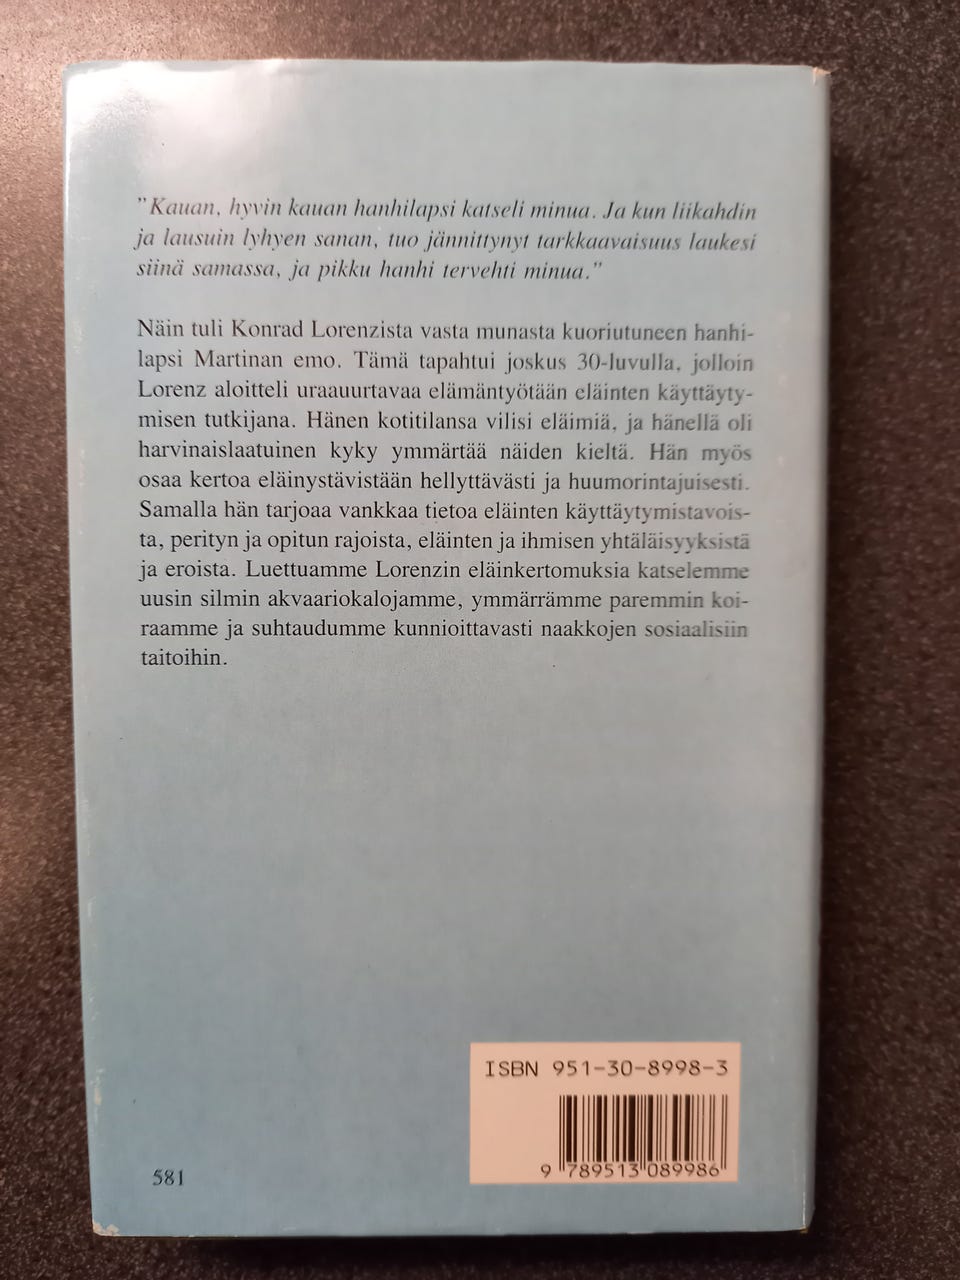 "Kauan, hyvin kauan hanhilapsi katseli minua. Ja kun liikahdin
ja lausuin lyhyen sanan, tuo jännittynyt tarkkaavaisuus laukesi
siinä samassa, ja pikku hanhi tervehti minua."
Näin tuli Konrad Lorenzista vasta munasta kuoriutuneen hanhi-
lapsi Martinan emo. Tämä tapahtui joskus 30-luvulla, jolloin
Lorenz aloitteli uraauurtavaa elämäntyötään eläinten käyttäyty-
misen tutkijana. Hänen kotitilansa vilisi eläimiä, ja hänellä oli
harvinaislaatuinen kyky ymmärtää näiden kieltä. Hän myös
osaa kertoa eläinystävistään hellyttävästi ja huumorintajuisesti.
Samalla hän tarjoaa vankkaa tietoa eläinten käyttäytymistavois-
ta, perityn ja opitun rajoista, eläinten ja ihmisen yhtäläisyyksistä
ja eroista. Luettuamme Lorenzin eläinkertomuksia katselemme
uusin silmin akvaariokalojamme, ymmärrämme paremmin koi-
raamme ja suhtaudumme kunnioittavasti naakkojen sosiaalisiin
taitoihin.
ISBN 951-30-8998-3
9 789513 089986
581